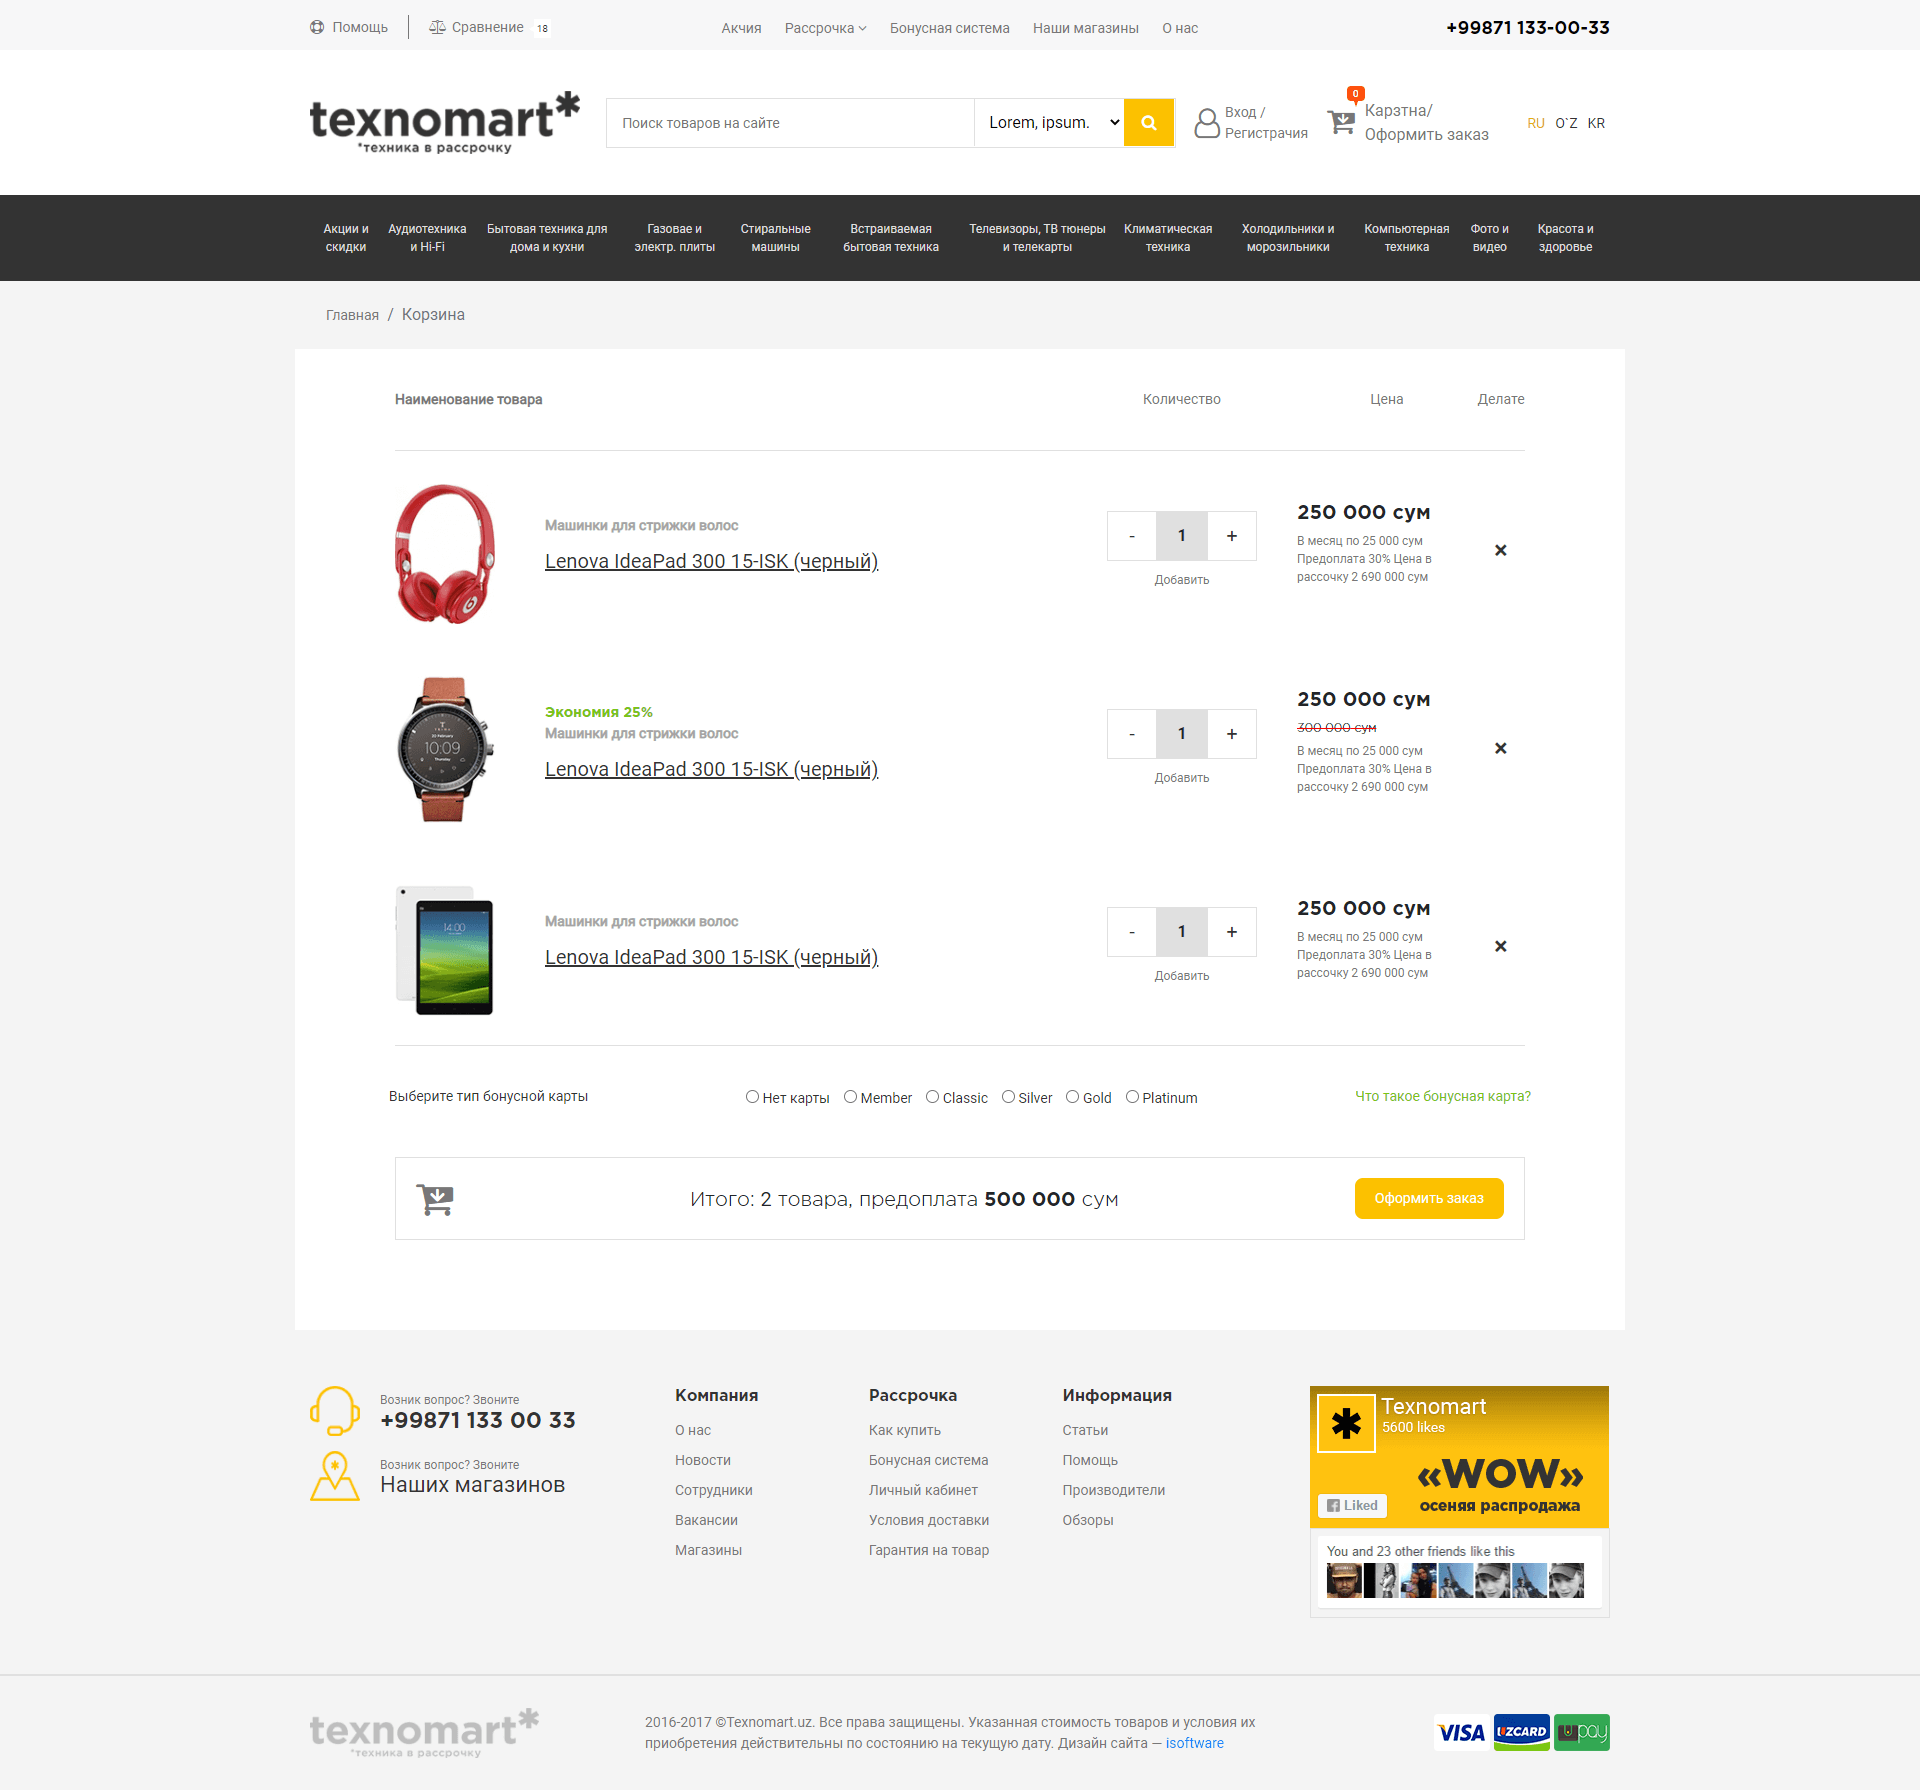 Помощь
Сравнение 18
Акчия Рассрочка Бонусная система Наши магазины О нас
+99871 133-00-33
texnomart*
*техника в рассрочку
Поиск товаров на сайте
Lorem, ipsum.
Вход /
Регистрачия
0
Карзтна/
Оформить заказ
RU O`Z KR
Акции и
скидки
Аудиотехника
и Hi-Fi
Бытовая техника для
дома и кухни
Газовае и
электр. плиты
Стиральные
машины
Встраиваемая
бытовая техника
Телевизоры, ТВ тюнеры
и телекарты
Климатическая
техника
Холодильники и
морозильники
Компьютерная
техника
Фото и
видео
Красота и
здоровье
Главная / Корзина
Наименование товара Количество Цена Делате
Машинки для стрижки волос
Lenova IdeaPad 300 15-ISK (черный)
- 1 +
Добавить
250 000 сум
В месяц по 25 000 сум
Предоплата 30% Цена в
рассочку 2 690 000 сум
×
10:09
Экономия 25%
Машинки для стрижки волос
Lenova IdeaPad 300 15-ISK (черный)
- 1 +
Добавить
250 000 сум
300 000 сум
В месяц по 25 000 сум
Предоплата 30% Цена в
рассочку 2 690 000 сум
×
14:00
Машинки для стрижки волос
Lenova IdeaPad 300 15-ISK (черный)
- 1 +
Добавить
250 000 сум
В месяц по 25 000 сум
Предоплата 30% Цена в
рассочку 2 690 000 сум
×
Выберите тип бонусной карты
Нет карты Member Classic Silver Gold Platinum
Что такое бонусная карта?
Итого: 2 товара, предоплата 500 000 сум
Оформить заказ
Возник вопрос? Звоните
+99871 133 00 33
Возник вопрос? Звоните
Наших магазинов
Компания
О нас
Новости
Сотрудники
Вакансии
Магазины
Рассрочка
Как купить
Бонусная система
Личный кабинет
Условия доставки
Гарантия на товар
Информация
Статьи
Помощь
Производители
Обзоры
Texnomart
5600 likes
«WOW»
осеняя распродажа
Liked
You and 23 other friends like this
texnomart*
*техника в рассрочку
2016-2017 ©Texnomart.uz. Все права защищены. Указанная стоимость товаров и условия их
приобретения действительны по состоянию на текущую дату. Дизайн сайта — isoftware
VISA
UZCARD
upay